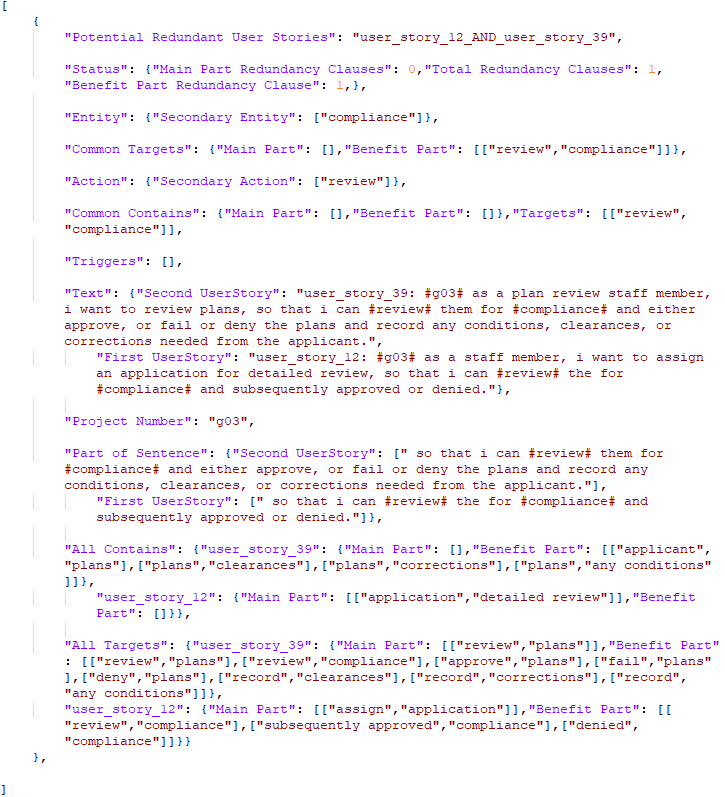 [
{
"Potential Redundant User Stories": "user_story_12_AND_user_story_39",
"Status": {"Main Part Redundancy Clauses": 0,"Total Redundancy Clauses": 1,
"Benefit Part Redundancy Clause": 1,},
"Entity": {"Secondary Entity": ["compliance"]},
"Common Targets": {"Main Part": [],"Benefit Part": [["review","compliance"]]},
"Action": {"Secondary Action": ["review"]},
"Common Contains": {"Main Part": [],"Benefit Part": []},"Targets": [["review",
"compliance"]],
"Triggers": [],
"Text": {"Second UserStory": "user_story_39: #g03# as a plan review staff member,
i want to review plans, so that i can #review# them for #compliance# and either
approve, or fail or deny the plans and record any conditions, clearances, or
corrections needed from the applicant.",
"First UserStory": "user_story_12: #g03# as a staff member, i want to assign
an application for detailed review, so that i can #review# the for
#compliance# and subsequently approved or denied."},
"Project Number": "g03",
"Part of Sentence": {"Second UserStory": [" so that i can #review# them for
#compliance# and either approve, or fail or deny the plans and record any
conditions, clearances, or corrections needed from the applicant."],
"First UserStory": [" so that i can #review# the for #compliance# and
subsequently approved or denied."]},
"All Contains": {"user_story_39": {"Main Part": [],"Benefit Part": [["applicant",
"plans"],["plans","clearances"],["plans","corrections"],["plans","any conditions"
]]},
"user_story_12": {"Main Part": [["application","detailed review"]],"Benefit
Part": []}},
"All Targets": {"user_story_39": {"Main Part": [["review","plans"]],"Benefit Part"
: [["review","plans"],["review","compliance"],["approve","plans"],["fail","plans"
],["deny","plans"],["record","clearances"],["record","corrections"],["record",
"any conditions"]]},
"user_story_12": {"Main Part": [["assign","application"]],"Benefit Part": [[
"review","compliance"],["subsequently approved","compliance"],["denied",
"compliance"]]}}
},
]